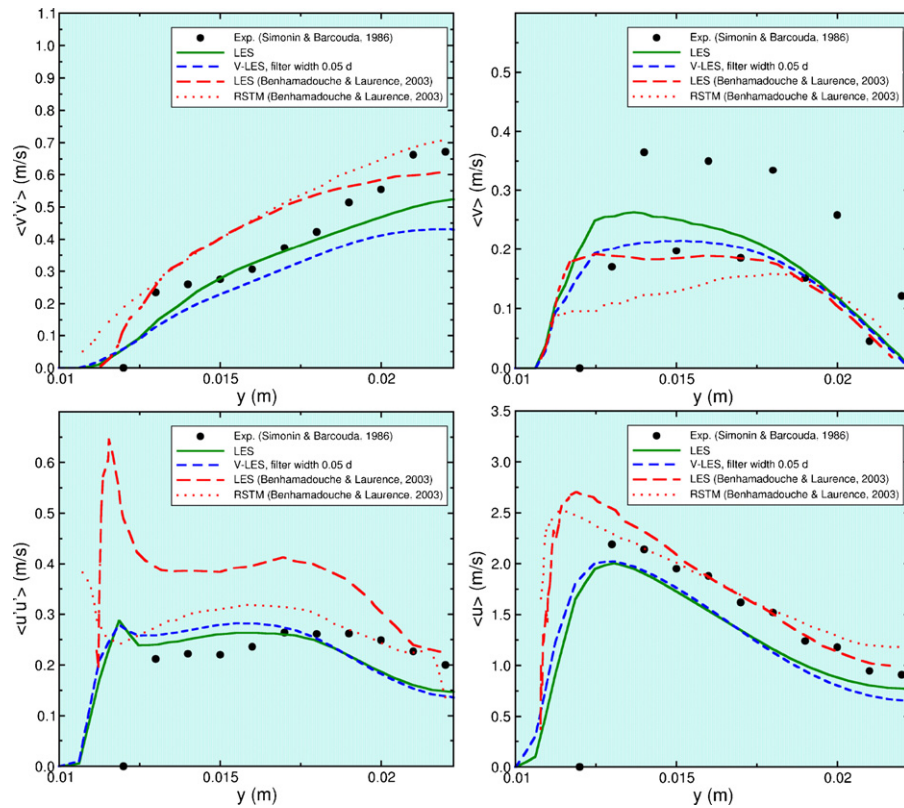 1.1
1.0
0.9
0.8
0.7
0.6
0.5
0.4
0.3
0.2
0.1
0.0
<v'v'> (m/s)
Exp. (Simonin & Barcouda. 1986)
LES
V-LES, filter width 0.05 d
LES (Benhamadouche & Laurence, 2003)
RSTM (Benhamadouche & Laurence, 2003)
0.01
0.015
0.02
y (m)
0.5
0.4
0.3
0.2
0.1
0.0
<v> (m/s)
Exp. (Simonin & Barcouda. 1986)
LES
V-LES, filter width 0.05 d
LES (Benhamadouche & Laurence, 2003)
RSTM (Benhamadouche & Laurence, 2003)
0.01
0.015
0.02
y (m)
0.6
0.5
0.4
0.3
0.2
0.1
0.0
<u'u'> (m/s)
Exp. (Simonin & Barcouda. 1986)
LES
V-LES, filter width 0.05 d
LES (Benhamadouche & Laurence, 2003)
RSTM (Benhamadouche & Laurence, 2003)
0.01
0.015
0.02
y (m)
3.5
3.0
2.5
2.0
1.5
1.0
0.5
0.0
<u> (m/s)
Exp. (Simonin & Barcouda. 1986)
LES
V-LES, filter width 0.05 d
LES (Benhamadouche & Laurence, 2003)
RSTM (Benhamadouche & Laurence, 2003)
0.01
0.015
0.02
y (m)